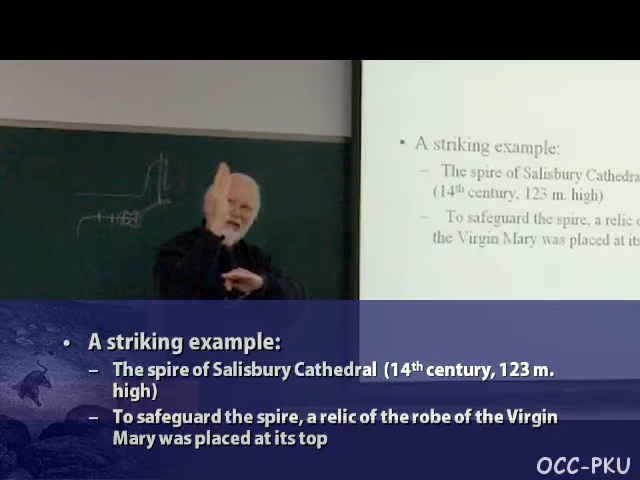 • A striking example:
– The spire of Salisbury Cathedra
(14th century, 123 m. high)
– To safeguard the spire, a relic o
the Virgin Mary was placed at its
• A striking example:
– The spire of Salisbury Cathedral (14th century, 123 m.
high)
– To safeguard the spire, a relic of the robe of the Virgin
Mary was placed at its top
OCC-PKU